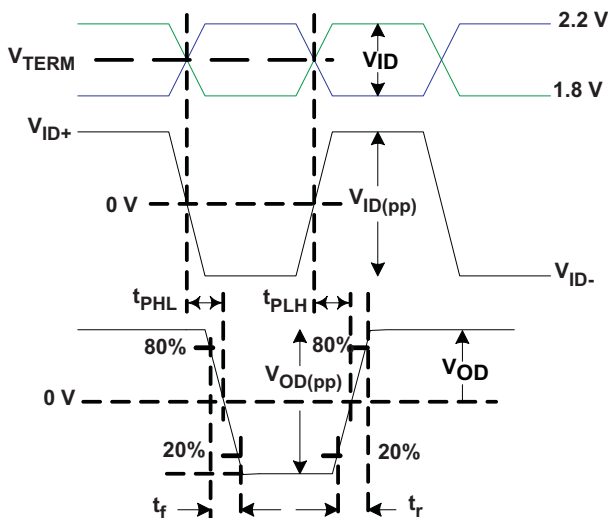 2.2 V
VTERM
VID
1.8 V
VID+
0 V
VID(pp)
VID-
tPHL
tPLH
80%
80%
VOD(pp)
VOD
0 V
20%
20%
tf
tr